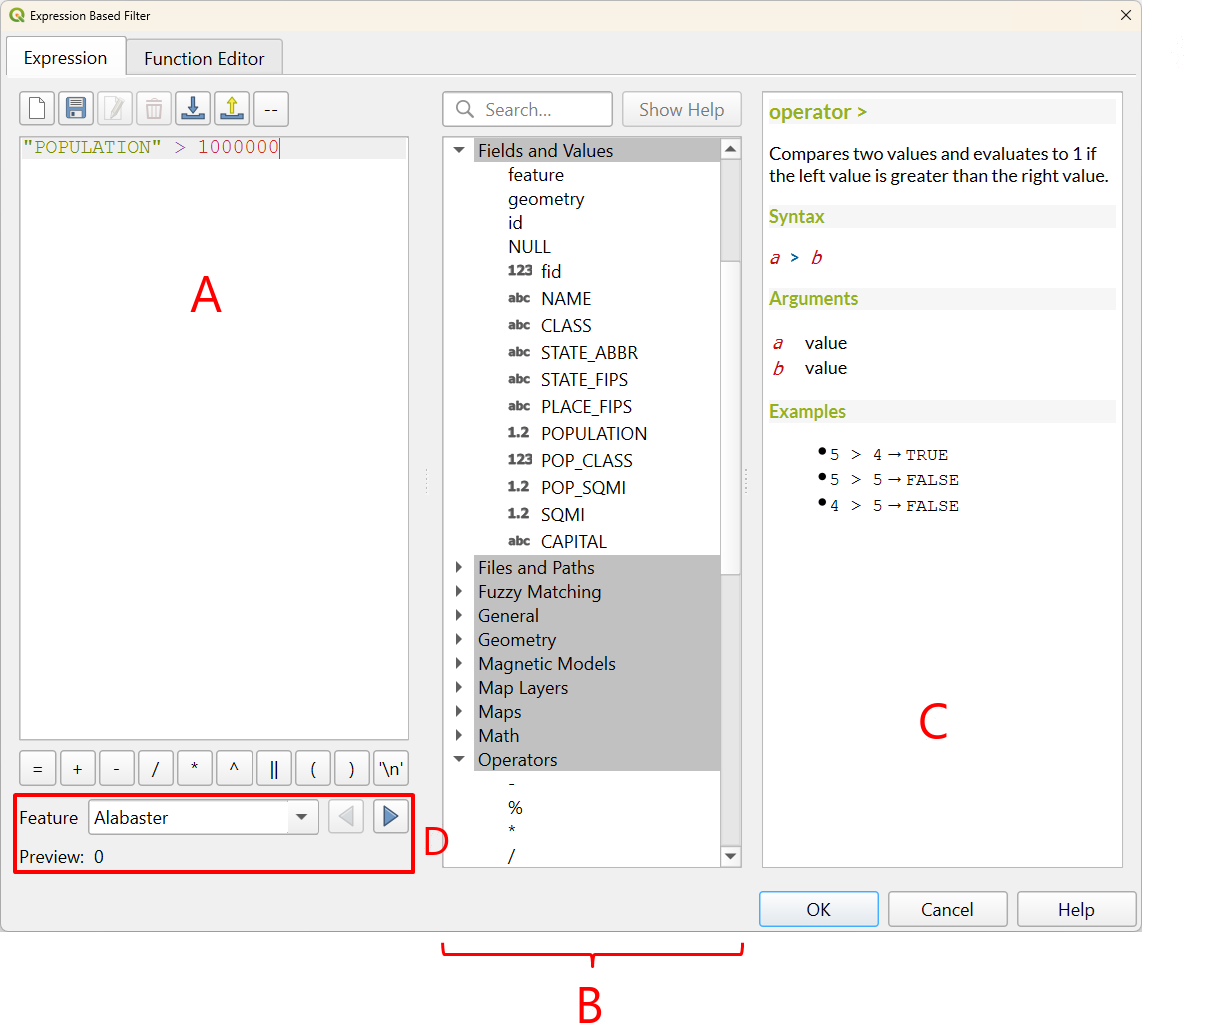 Expression Based Filter
Expression
Function Editor
--
"POPULATION" > 1000000
A
= + - / * ^ || ( ) '\n'
Feature Alabaster
Preview: 0
D
Search...
Show Help
Fields and Values
feature
geometry
id
NULL
123 fid
abc NAME
abc CLASS
abc STATE_ABBR
abc STATE_FIPS
abc PLACE_FIPS
1.2 POPULATION
123 POP_CLASS
1.2 POP_SQMI
1.2 SQMI
abc CAPITAL
Files and Paths
Fuzzy Matching
General
Geometry
Magnetic Models
Map Layers
Maps
Math
Operators
-
%
*
/
operator >
Compares two values and evaluates to 1 if
the left value is greater than the right value.
Syntax
a > b
Arguments
a value
b value
Examples
● 5 > 4 → TRUE
● 5 > 5 → FALSE
● 4 > 5 → FALSE
C
OK
Cancel
Help
B